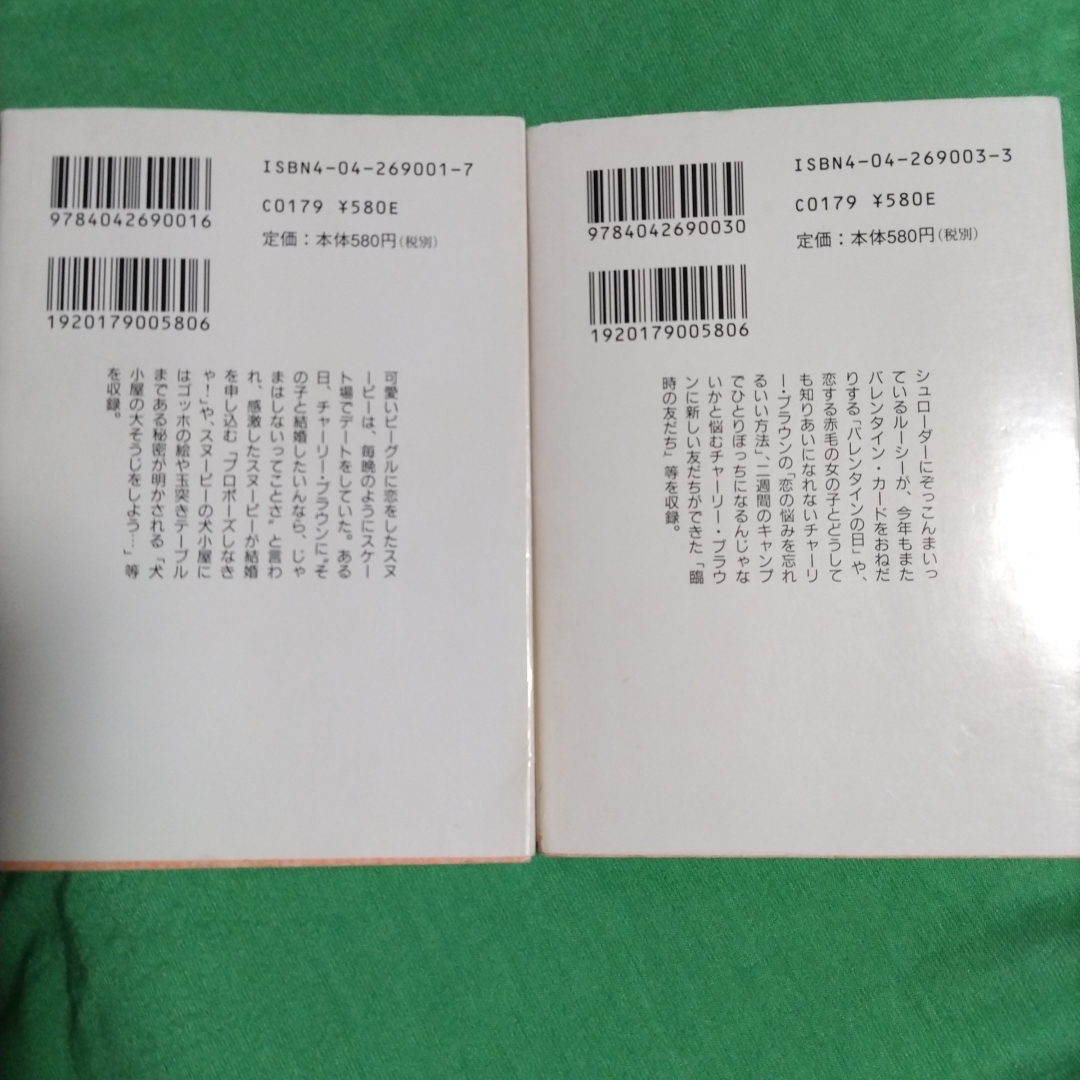 9784042690016
ISBN4-04-269001-7
C0179 ¥580E
定価：本体580円(税別)
1920179005806
可愛いビーグルに恋をしたスヌ
ーピーは、毎晩のようにスケー
ト場でデートをしていた。ある
日、チャーリー・ブラウンに“そ
の子と結婚したいんなら、じゃ
まはしないってことさ”と言わ
れ、感激したスヌーピーが結婚
を申し込む「プロポーズしなき
ゃ！」や、スヌーピーの犬小屋に
はゴッホの絵や玉突きテーブル
まである秘密が明かされる「犬
小屋の大そうじをしよう…」等
を収録。
9784042690030
ISBN4-04-269003-3
C0179 ¥580E
定価：本体580円(税別)
1920179005806
シュローダーにぞっこんまいっ
ているルーシーが、今年もまた
バレンタイン・カードをおねだ
りする「バレンタインの日」や、
恋する赤毛の女の子とどうして
も知りあいになれないチャーリ
ー・ブラウンの「恋の悩みを忘れ
るいい方法」、二週間のキャンプ
でひとりぼっちになるんじゃな
いかと悩むチャーリー・ブラウ
ンに新しい友だちができた「臨
時の友だち」等を収録。